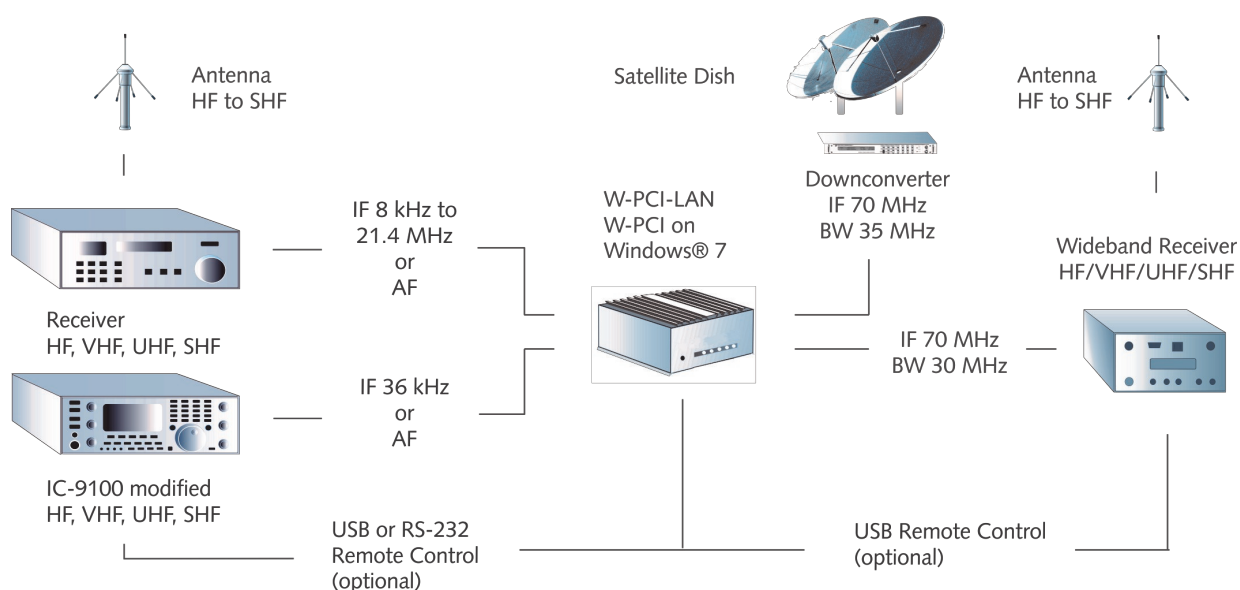 Antenna
HF to SHF
Satellite Dish
Antenna
HF to SHF
Downconverter
IF 70 MHz
BW 35 MHz
W-PCI-LAN
W-PCI on
Windows® 7
IF 8 kHz to
21.4 MHz
or
AF
Wideband Receiver
HF/VHF/UHF/SHF
Receiver
HF, VHF, UHF, SHF
IF 70 MHz
BW 30 MHz
IF 36 kHz
or
AF
IC-9100 modified
HF, VHF, UHF, SHF
USB or RS-232
Remote Control
(optional)
USB Remote Control
(optional)